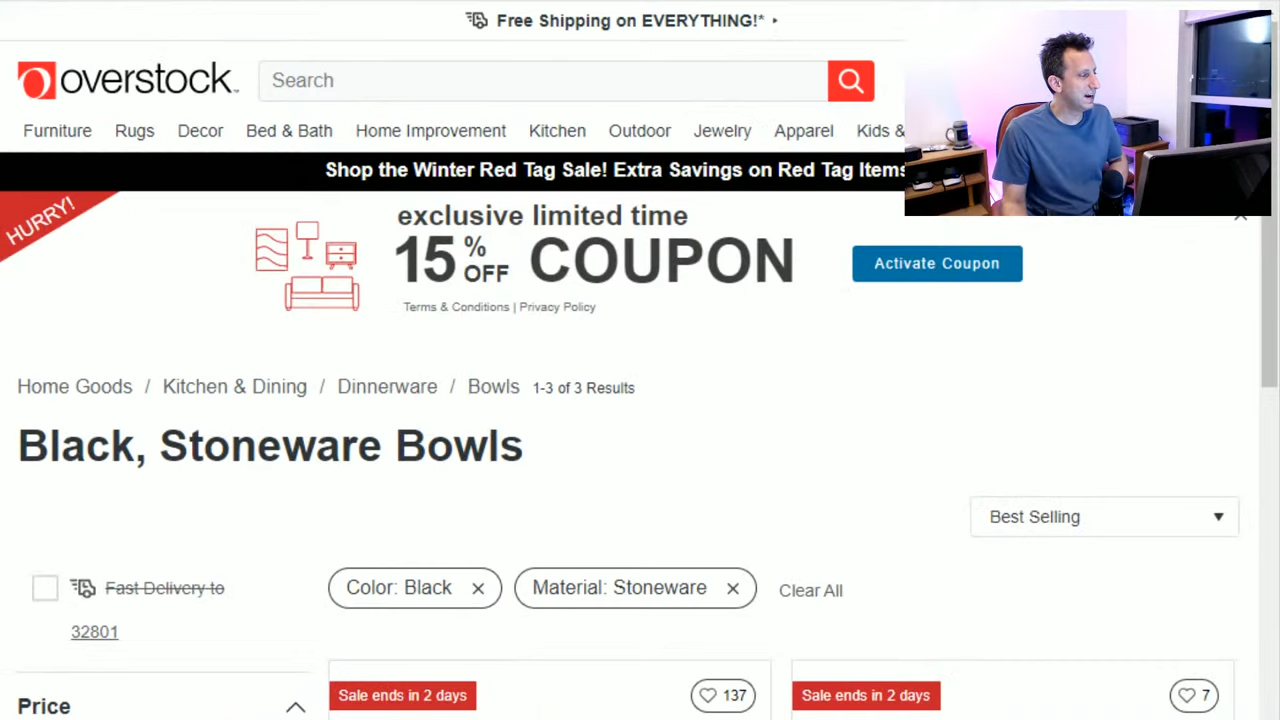 Free Shipping on EVERYTHING!*
overstock™
Search
Furniture Rugs Decor Bed & Bath Home Improvement Kitchen Outdoor Jewelry Apparel Kids &
Shop the Winter Red Tag Sale! Extra Savings on Red Tag Items
HURRY!
exclusive limited time
15% OFF COUPON
Activate Coupon
Terms & Conditions | Privacy Policy
Home Goods / Kitchen & Dining / Dinnerware / Bowls 1-3 of 3 Results
Black, Stoneware Bowls
Best Selling
Fast Delivery to
32801
Color: Black × Material: Stoneware × Clear All
Price
Sale ends in 2 days 137
Sale ends in 2 days 7